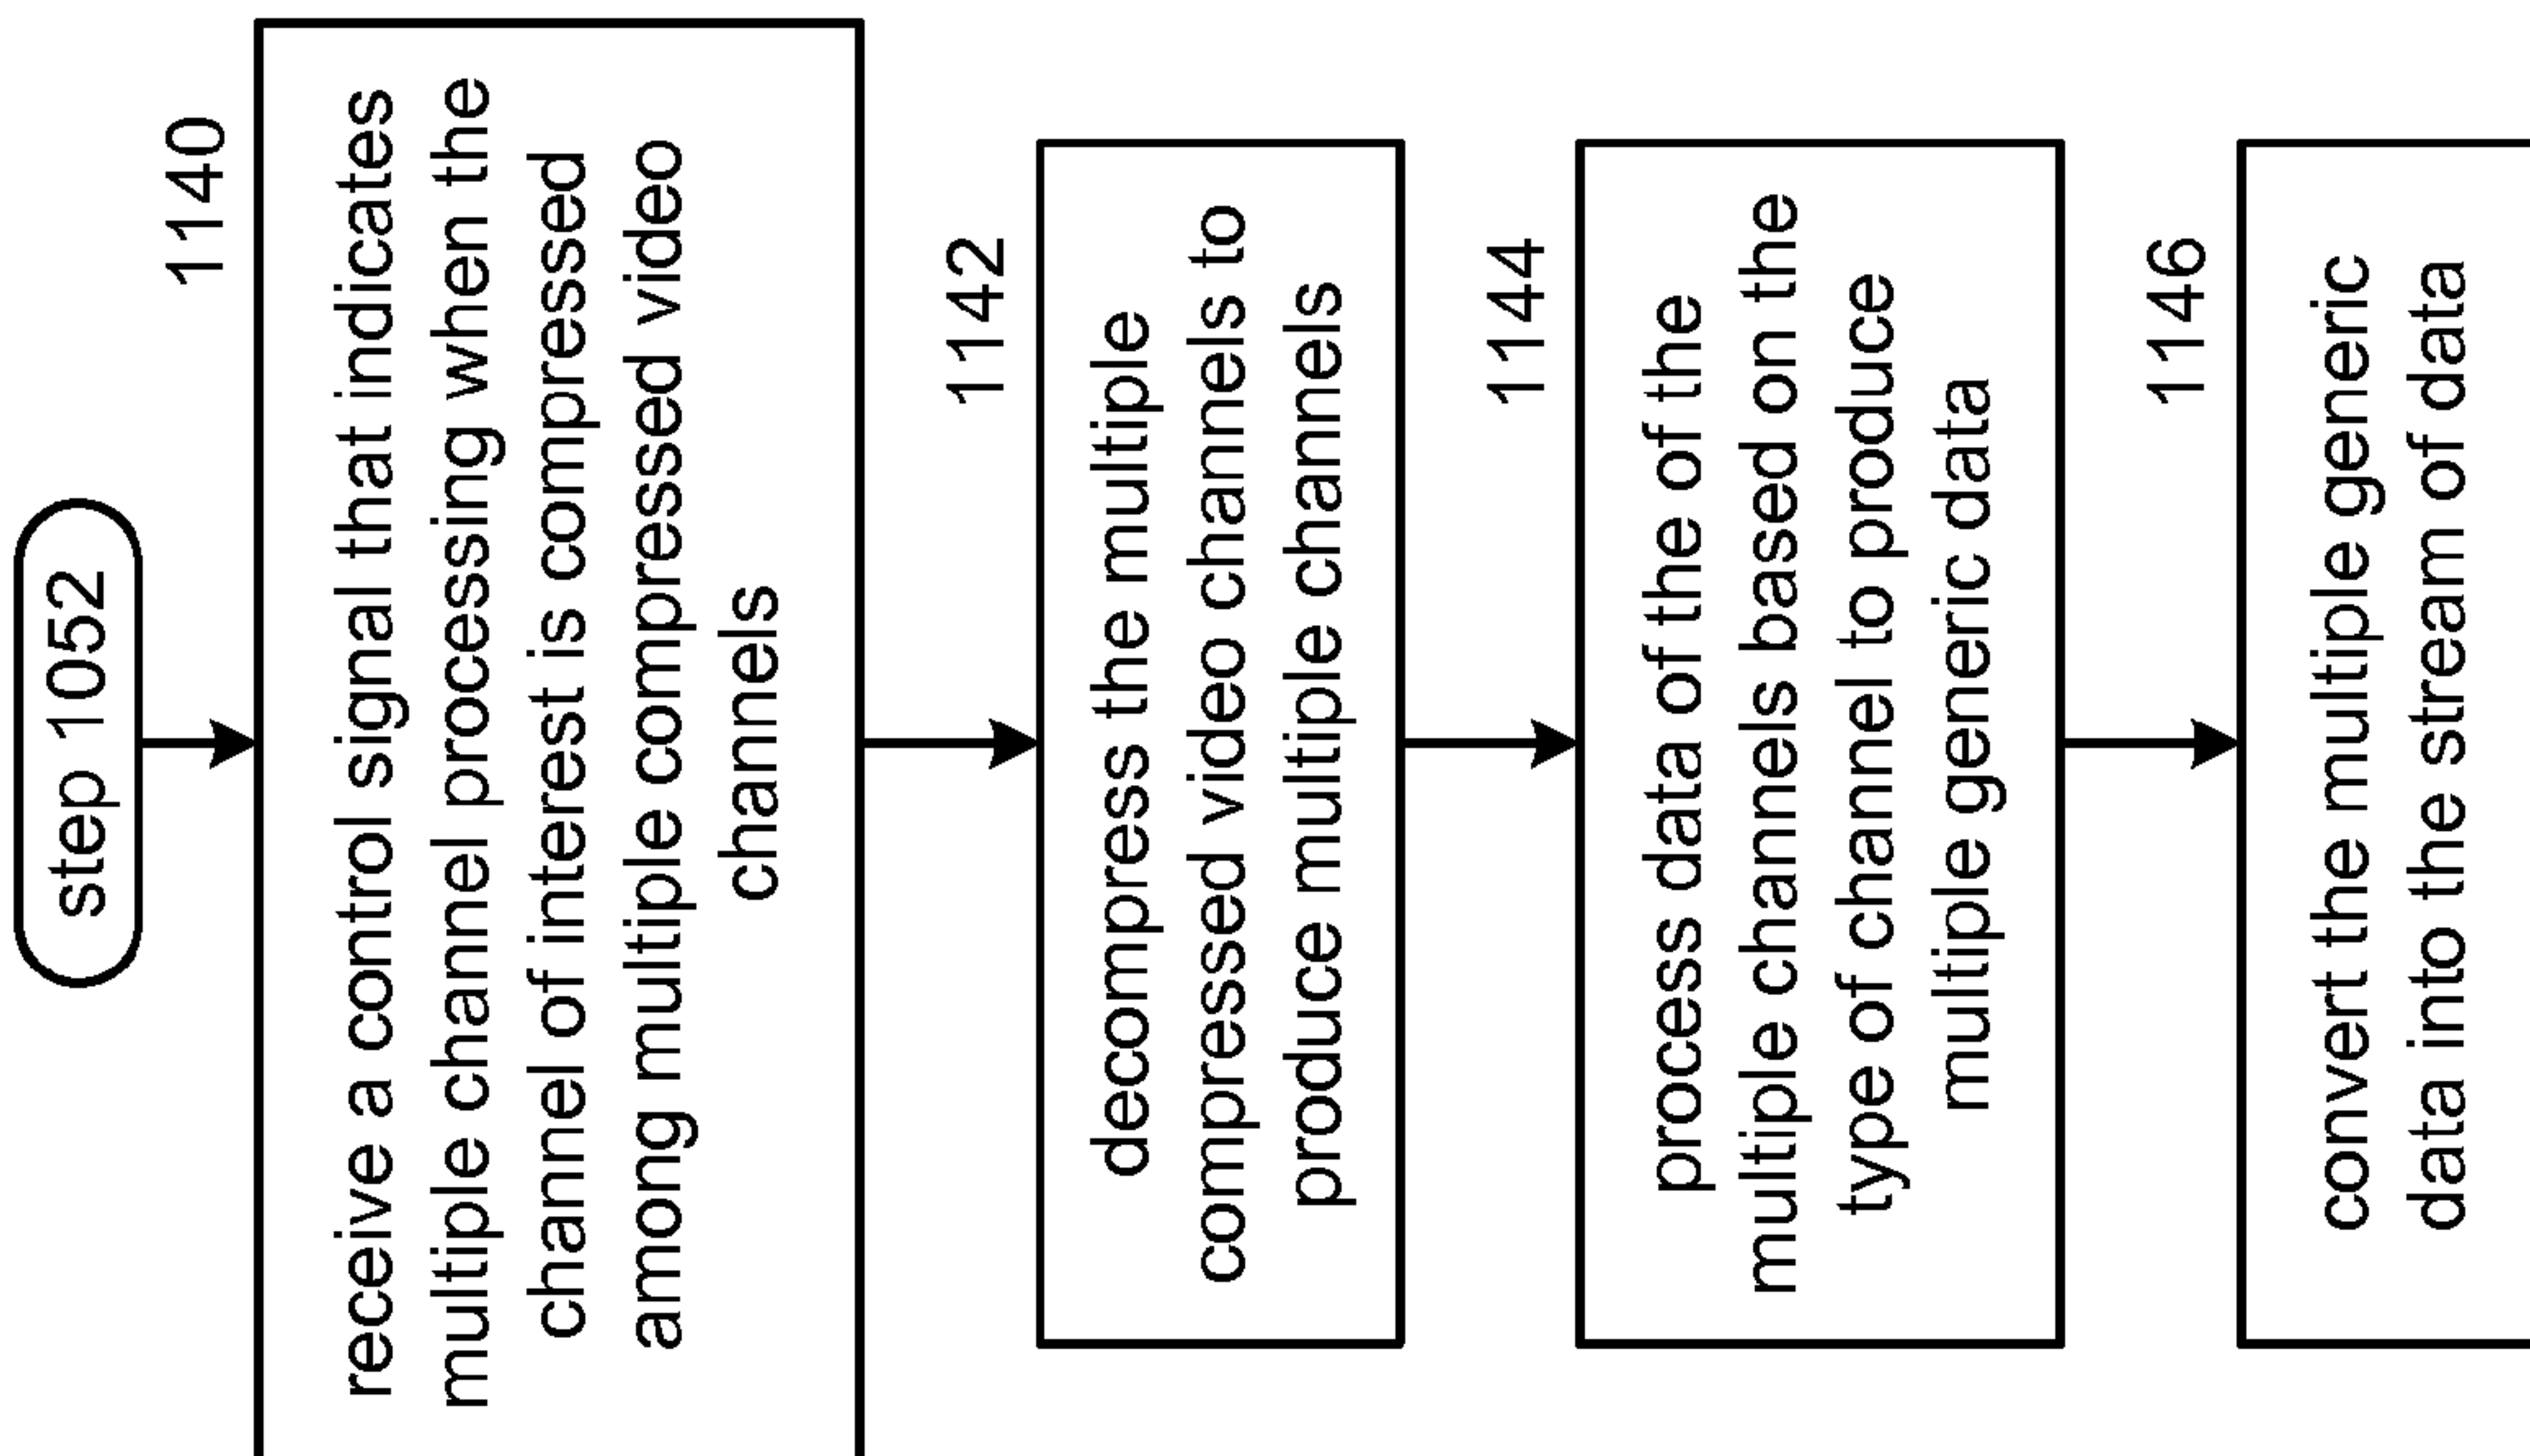 step 1052
1140
receive a control signal that indicates
multiple channel processing when the
channel of interest is compressed
among multiple compressed video
channels
1142
decompress the multiple
compressed video channels to
produce multiple channels
1144
process data of the of the
multiple channels based on the
type of channel to produce
multiple generic data
1146
convert the multiple generic
data into the stream of data